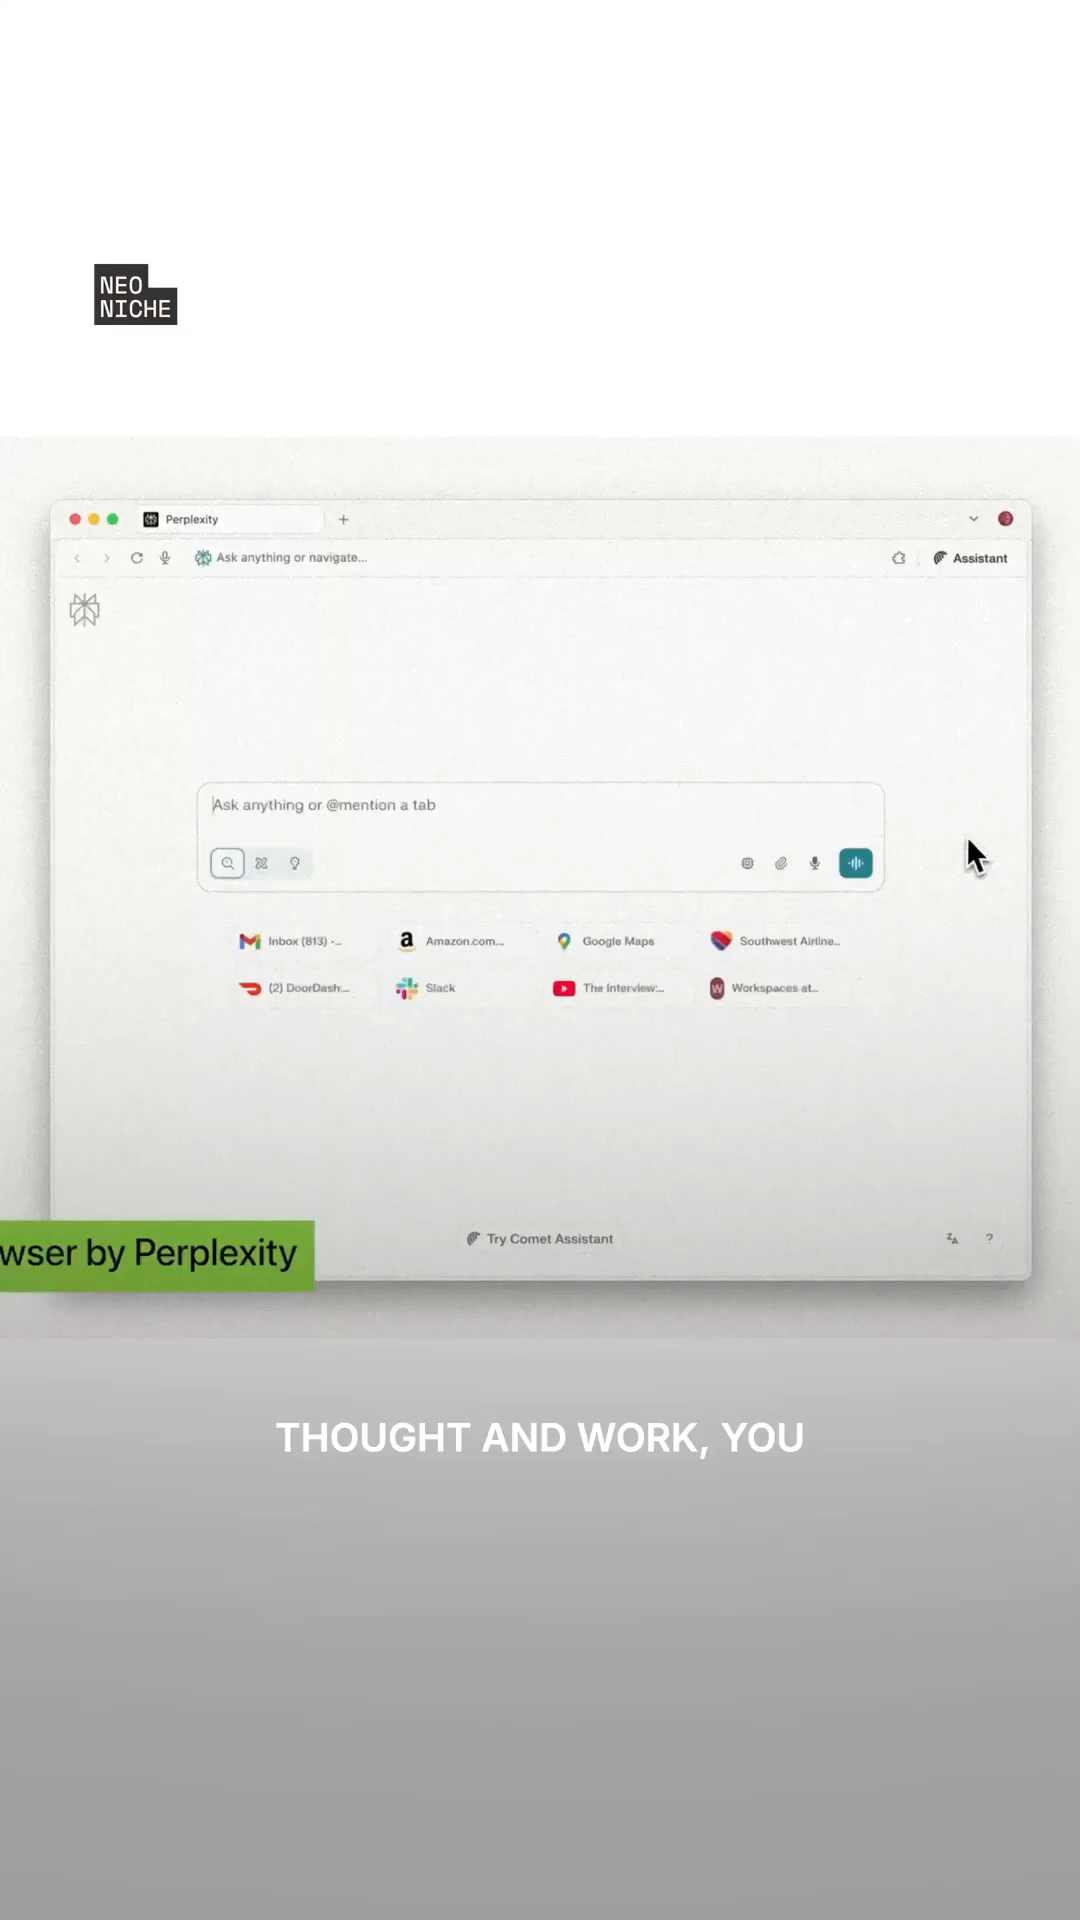 NEO
NICHE
Perplexity
Ask anything or navigate...
Assistant
Ask anything or @mention a tab
Inbox (813) -...
Amazon.com...
Google Maps
Southwest Airline...
(2) DoorDash:...
Slack
The Interview:...
W
Workspaces at...
Try Comet Assistant
?
wser by Perplexity
THOUGHT AND WORK, YOU